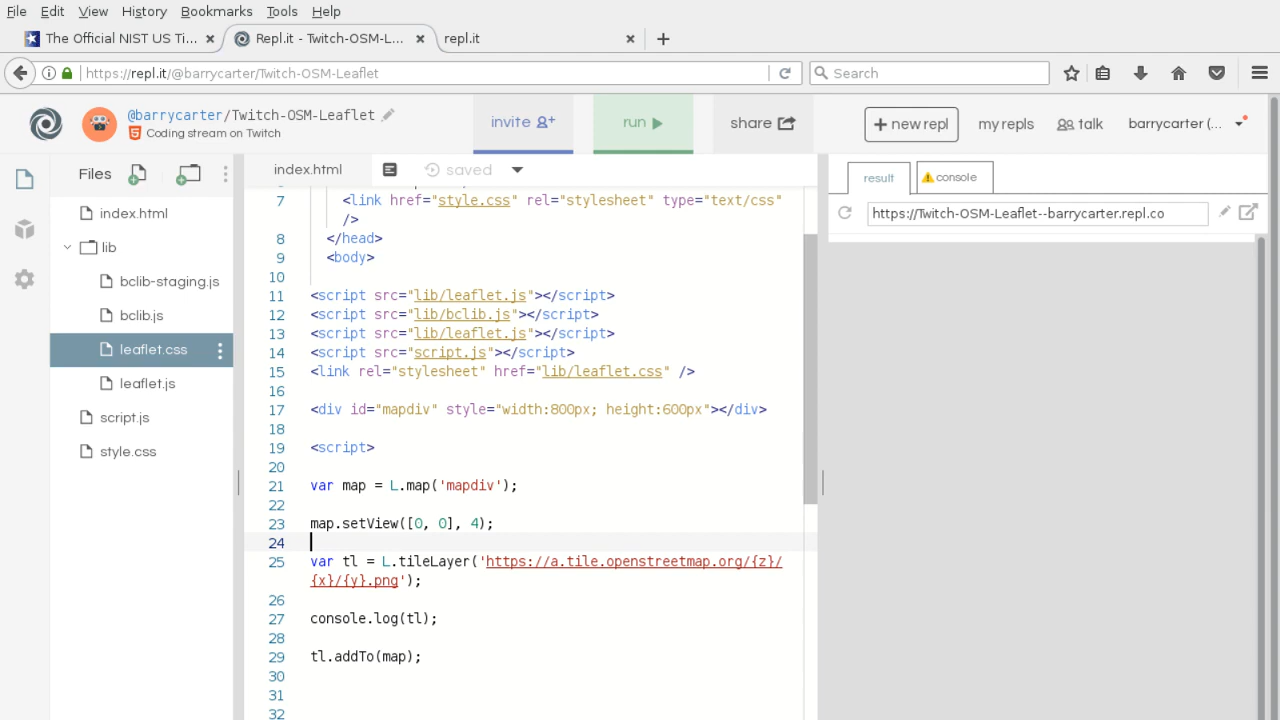 File Edit View History Bookmarks Tools Help
The Official NIST US Ti... × Repl.it - Twitch-OSM-L... × repl.it ×
https://repl.it/@barrycarter/Twitch-OSM-Leaflet Search
@barrycarter/Twitch-OSM-Leaflet
Coding stream on Twitch
invite run share + new repl my repls talk barrycarter (...
Files
index.html
lib
bclib-staging.js
bclib.js
leaflet.css
leaflet.js
script.js
style.css
index.html saved
7 <link href="style.css" rel="stylesheet" type="text/css"
/>
8 </head>
9 <body>
10
11 <script src="lib/leaflet.js"></script>
12 <script src="lib/bclib.js"></script>
13 <script src="lib/leaflet.js"></script>
14 <script src="script.js"></script>
15 <link rel="stylesheet" href="lib/leaflet.css" />
16
17 <div id="mapdiv" style="width:800px; height:600px"></div>
18
19 <script>
20
21 var map = L.map('mapdiv');
22
23 map.setView([0, 0], 4);
24
25 var tl = L.tileLayer('https://a.tile.openstreetmap.org/{z}/
{x}/{y}.png');
26
27 console.log(tl);
28
29 tl.addTo(map);
30
31
32
result console
https://Twitch-OSM-Leaflet--barrycarter.repl.co